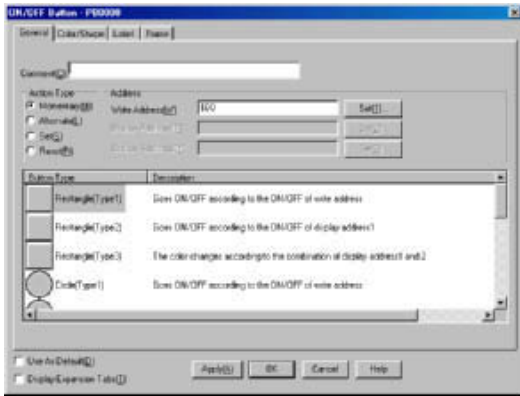 ON/OFF Button - PB0000
General Color/Shape Label Frame
Comment(O)
Action Type Address
Momentary(M) Write Address(W) 100 Set(1)...
Alternate(L)
Set(S)
Reset(R)
Button Type Description
Rectangle(Type1) Goes ON/OFF according to the ON/OFF of write address
Rectangle(Type2) Goes ON/OFF according to the ON/OFF of display address1
Rectangle(Type3) The color changes according to the combination of display address1 and 2
Circle(Type1) Goes ON/OFF according to the ON/OFF of write address
Use As Default(D)
Display Expansion Tabs(T)
Apply(A) OK Cancel Help